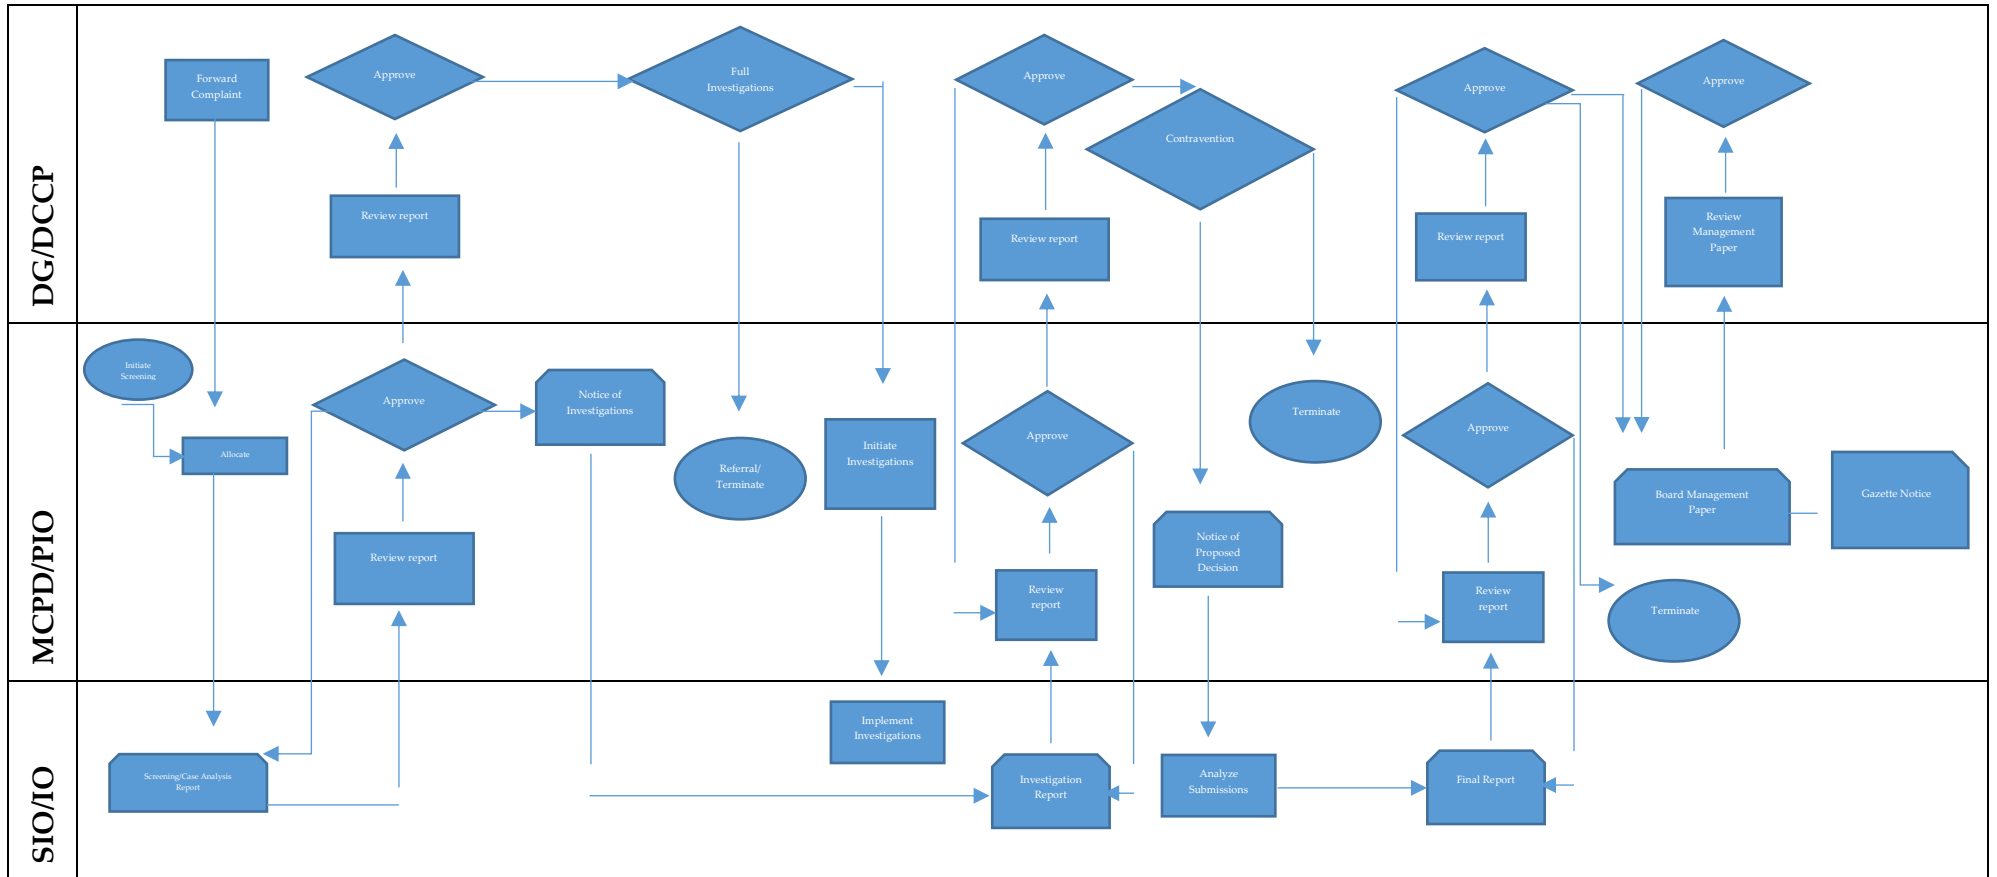 DG/DCCP
Forward
Complaint
Approve
Full
Investigations
Review report
Approve
Contravention
Review report
Approve
Approve
Review report
Review
Management
Paper
MCPD/PIO
Initiate
Screening
Allocate
Approve
Review report
Notice of
Investigations
Referral/
Terminate
Initiate
Investigations
Approve
Review
report
Notice of
Proposed
Decision
Terminate
Approve
Review
report
Board Management
Paper
Gazette Notice
Terminate
SIO/IO
Screening/Case Analysis
Report
Implement
Investigations
Investigation
Report
Analyze
Submissions
Final Report